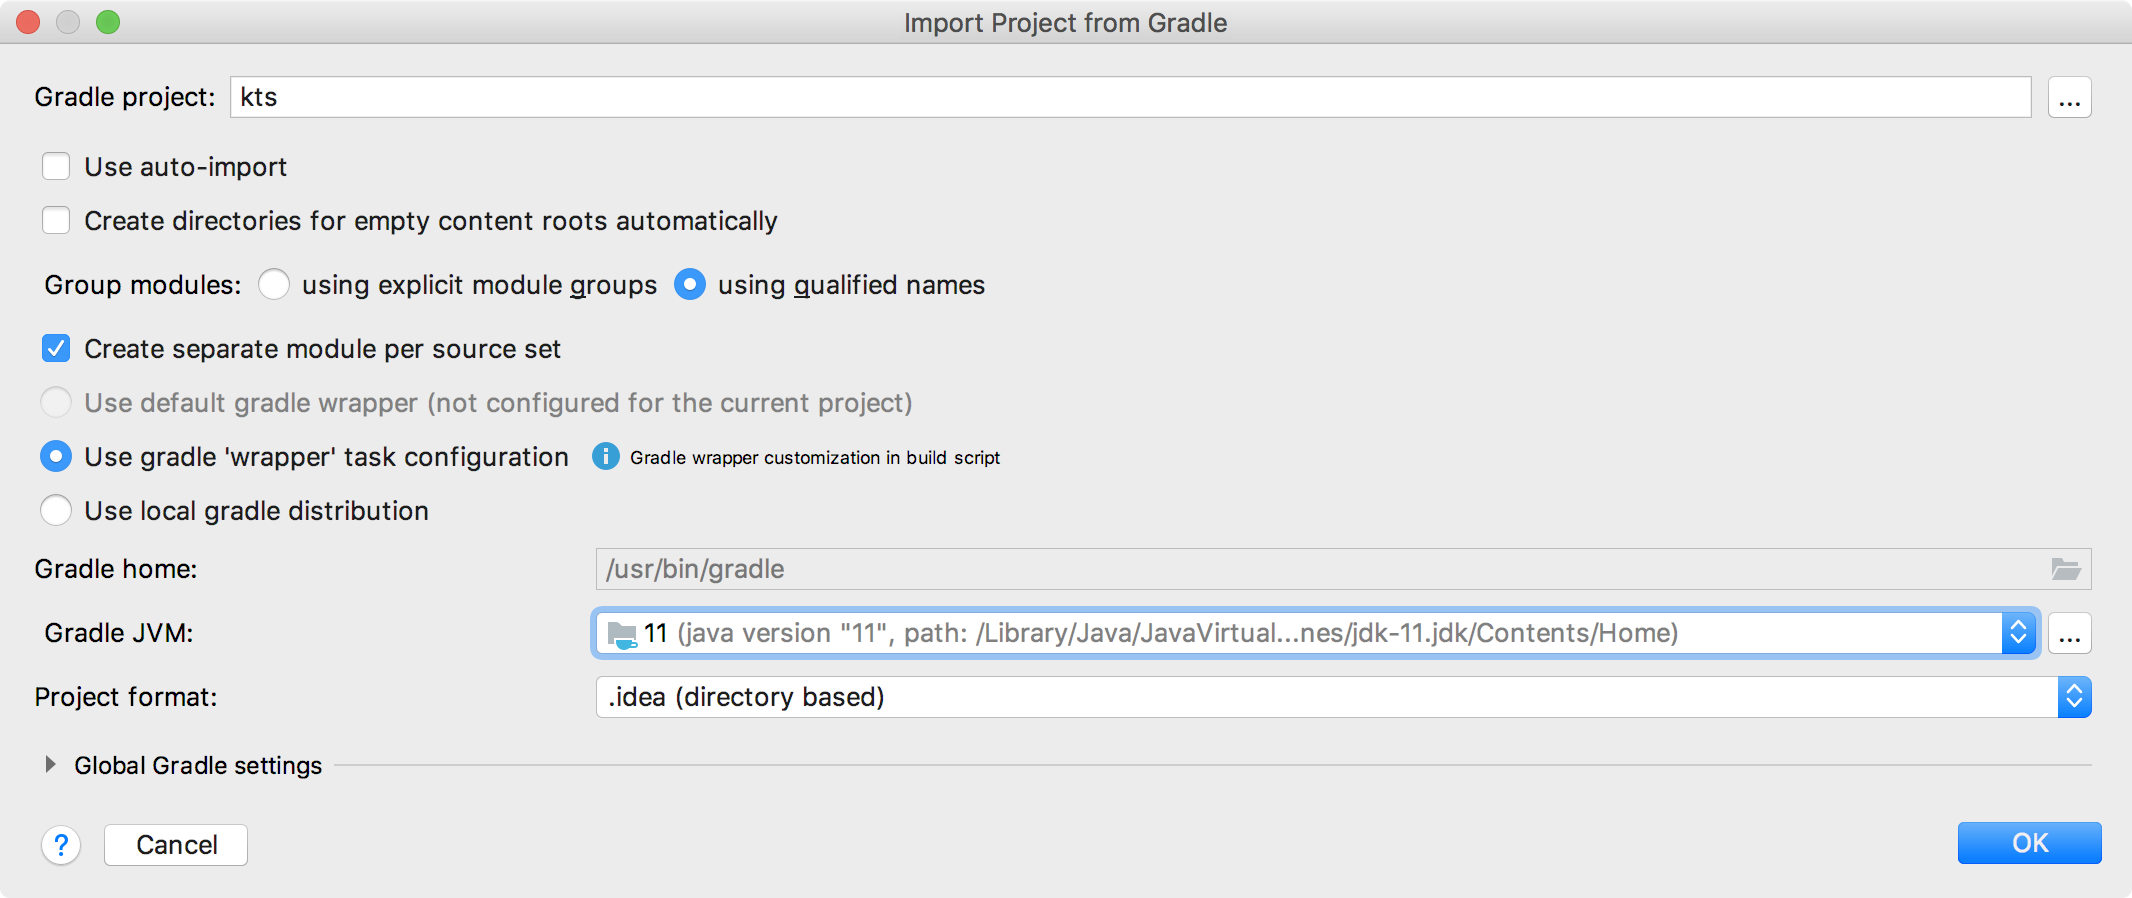 Import Project from Gradle
Gradle project: kts ...
Use auto-import
Create directories for empty content roots automatically
Group modules: using explicit module groups using qualified names
Create separate module per source set
Use default gradle wrapper (not configured for the current project)
Use gradle 'wrapper' task configuration i Gradle wrapper customization in build script
Use local gradle distribution
Gradle home: /usr/bin/gradle
Gradle JVM: 11 (java version "11", path: /Library/Java/JavaVirtual...nes/jdk-11.jdk/Contents/Home) ...
Project format: .idea (directory based)
Global Gradle settings
? Cancel OK